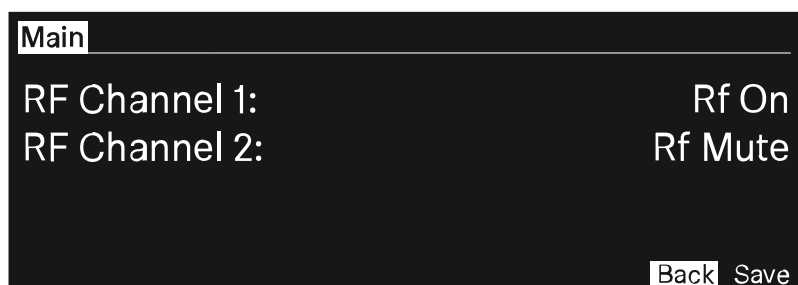 Main
RF Channel 1: Rf On
RF Channel 2: Rf Mute
Back Save